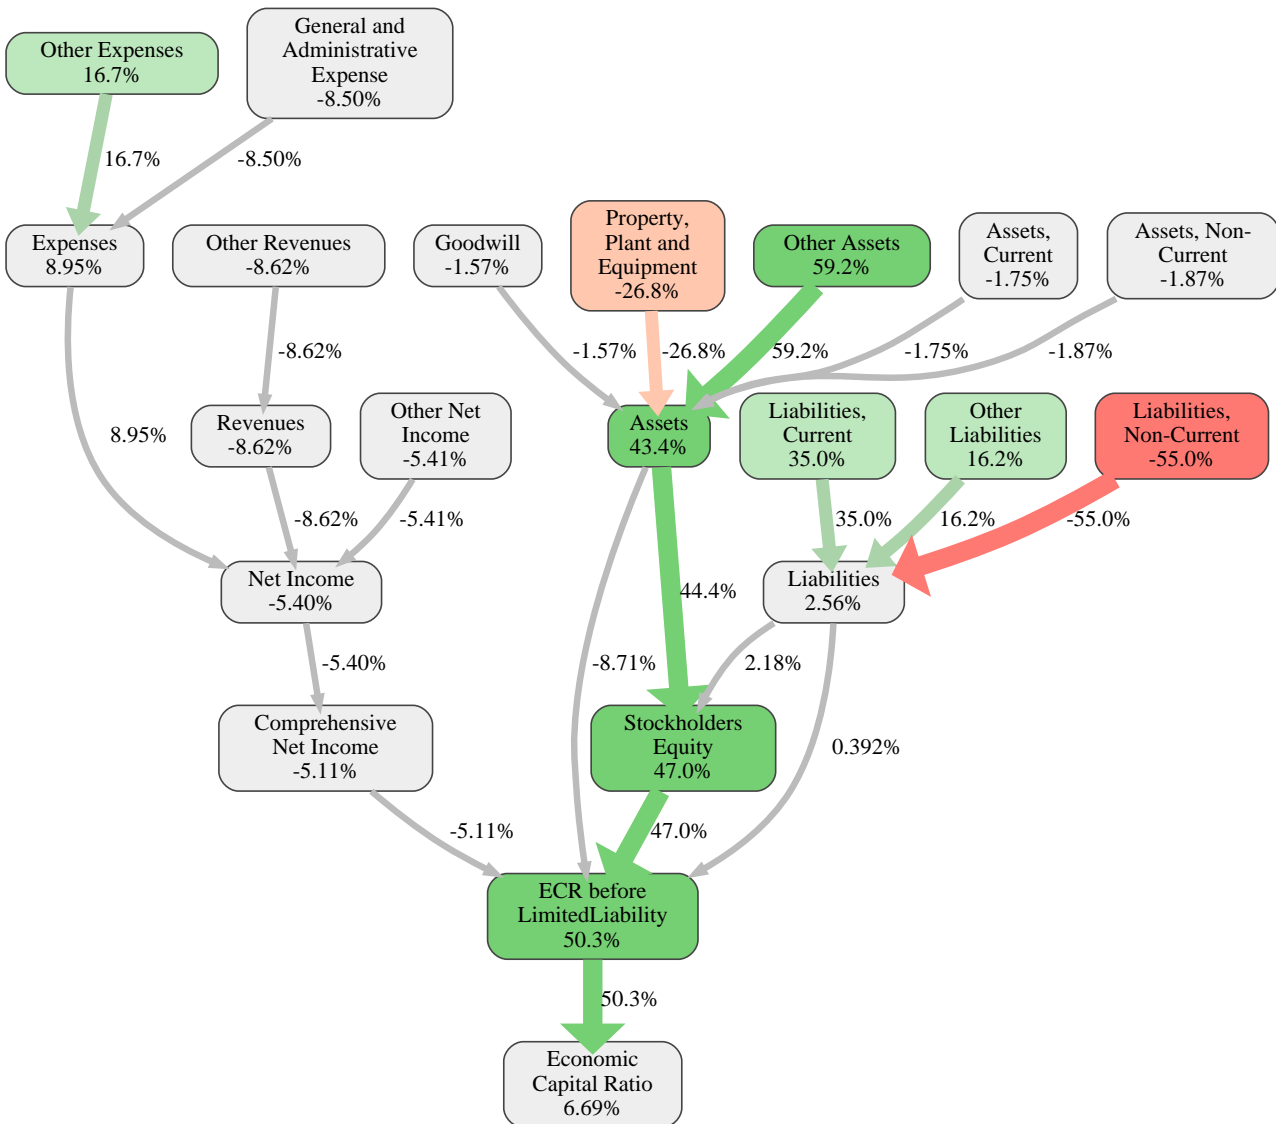 General and
Administrative
Expense
-8.50%
Other Expenses
16.7%
16.7%
-8.50%
Expenses
8.95%
Other Revenues
-8.62%
Goodwill
-1.57%
Property,
Plant and
Equipment
-26.8%
Other Assets
59.2%
Assets,
Current
-1.75%
Assets, Non-
Current
-1.87%
-8.62%
-1.57%
-26.8%
59.2%
-1.75%
-1.87%
8.95%
Revenues
-8.62%
Other Net
Income
-5.41%
Assets
43.4%
Liabilities,
Current
35.0%
Other
Liabilities
16.2%
Liabilities,
Non-Current
-55.0%
-8.62%
-5.41%
35.0%
16.2%
-55.0%
Net Income
-5.40%
44.4%
Liabilities
2.56%
-5.40%
-8.71%
2.18%
Comprehensive
Net Income
-5.11%
Stockholders
Equity
47.0%
0.392%
-5.11%
47.0%
ECR before
LimitedLiability
50.3%
50.3%
Economic
Capital Ratio
6.69%